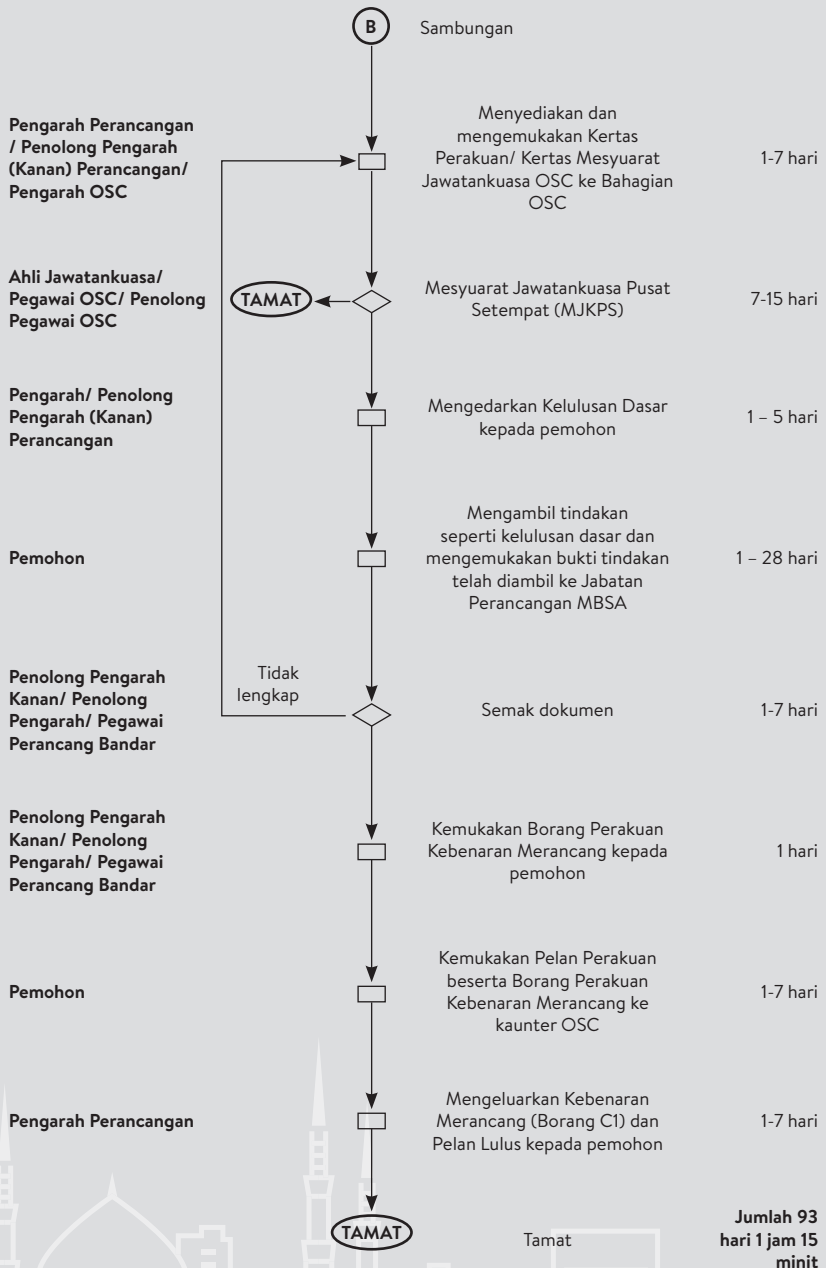 B Sambungan
Pengarah Perancangan
/ Penolong Pengarah
(Kanan) Perancangan/
Pengarah OSC
Menyediakan dan
mengemukakan Kertas
Perakuan/ Kertas Mesyuarat
Jawatankuasa OSC ke Bahagian
OSC
1-7 hari
Ahli Jawatankuasa/
Pegawai OSC/ Penolong
Pegawai OSC
TAMAT
Mesyuarat Jawatankuasa Pusat
Setempat (MJKPS)
7-15 hari
Pengarah/ Penolong
Pengarah (Kanan)
Perancangan
Mengedarkan Kelulusan Dasar
kepada pemohon
1 – 5 hari
Pemohon
Mengambil tindakan
seperti kelulusan dasar dan
mengemukakan bukti tindakan
telah diambil ke Jabatan
Perancangan MBSA
1 – 28 hari
Penolong Pengarah
Kanan/ Penolong
Pengarah/ Pegawai
Perancang Bandar
Tidak
lengkap
Semak dokumen
1-7 hari
Penolong Pengarah
Kanan/ Penolong
Pengarah/ Pegawai
Perancang Bandar
Kemukakan Borang Perakuan
Kebenaran Merancang kepada
pemohon
1 hari
Pemohon
Kemukakan Pelan Perakuan
beserta Borang Perakuan
Kebenaran Merancang ke
kaunter OSC
1-7 hari
Pengarah Perancangan
Mengeluarkan Kebenaran
Merancang (Borang C1) dan
Pelan Lulus kepada pemohon
1-7 hari
TAMAT
Tamat
Jumlah 93
hari 1 jam 15
minit